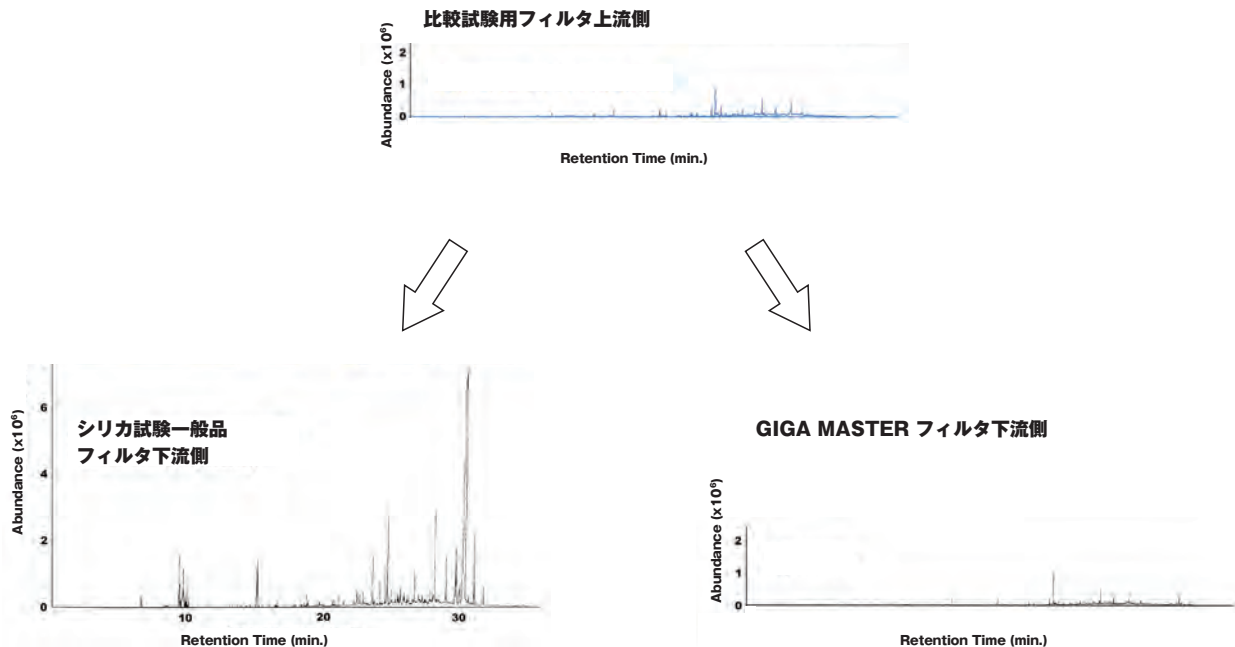 比較試験用フィルタ上流側
Abundance (x10⁶)
2
1
0
Retention Time (min.)
シリカ試験一般品
フィルタ下流側
Abundance (x10⁶)
6
4
2
0
10
20
30
Retention Time (min.)
GIGA MASTER フィルタ下流側
Abundance (x10⁶)
2
1
0
Retention Time (min.)